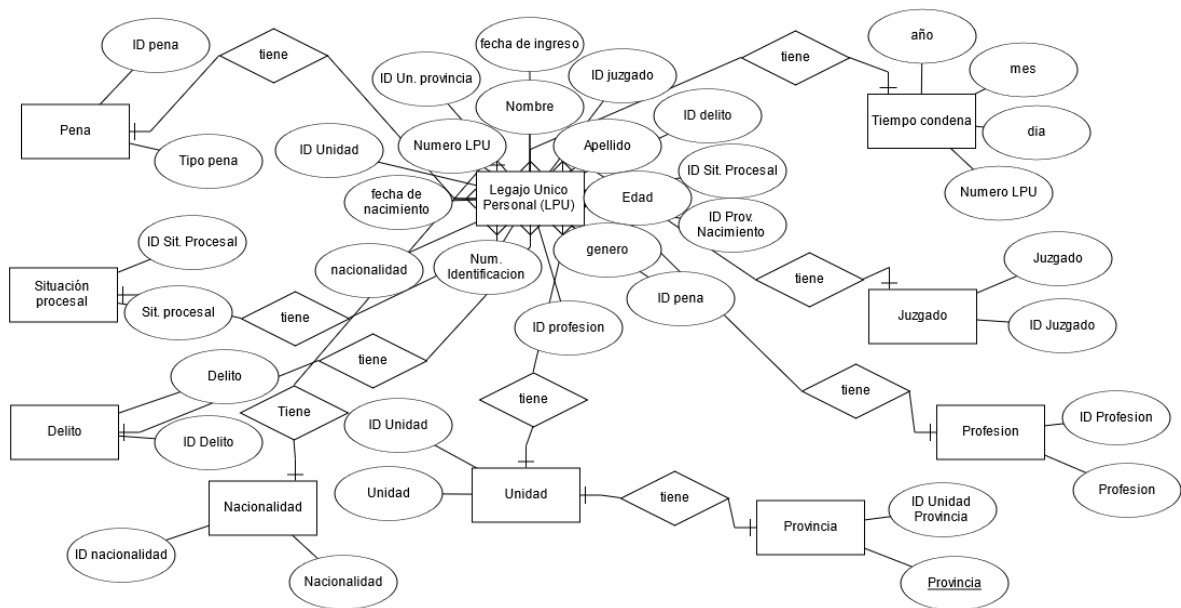 ID pena
tiene
fecha de ingreso
año
tiene
ID Un. provincia
ID juzgado
mes
Pena
Nombre
Tiempo condena
ID delito
dia
ID Unidad
Numero LPU
Apellido
Tipo pena
ID Sit. Procesal
Numero LPU
fecha de
nacimiento
Legajo Unico
Personal (LPU)
Edad
ID Prov.
Nacimiento
ID Sit. Procesal
nacionalidad
Num.
Identificacion
genero
Juzgado
Situación
procesal
tiene
ID pena
Sit. procesal
tiene
ID profesion
Juzgado
ID Juzgado
Delito
tiene
tiene
tiene
Delito
Tiene
ID Delito
ID Unidad
Profesion
ID Profesion
Nacionalidad
Unidad
Unidad
tiene
Profesion
ID Unidad
Provincia
Provincia
ID nacionalidad
Nacionalidad
Provincia